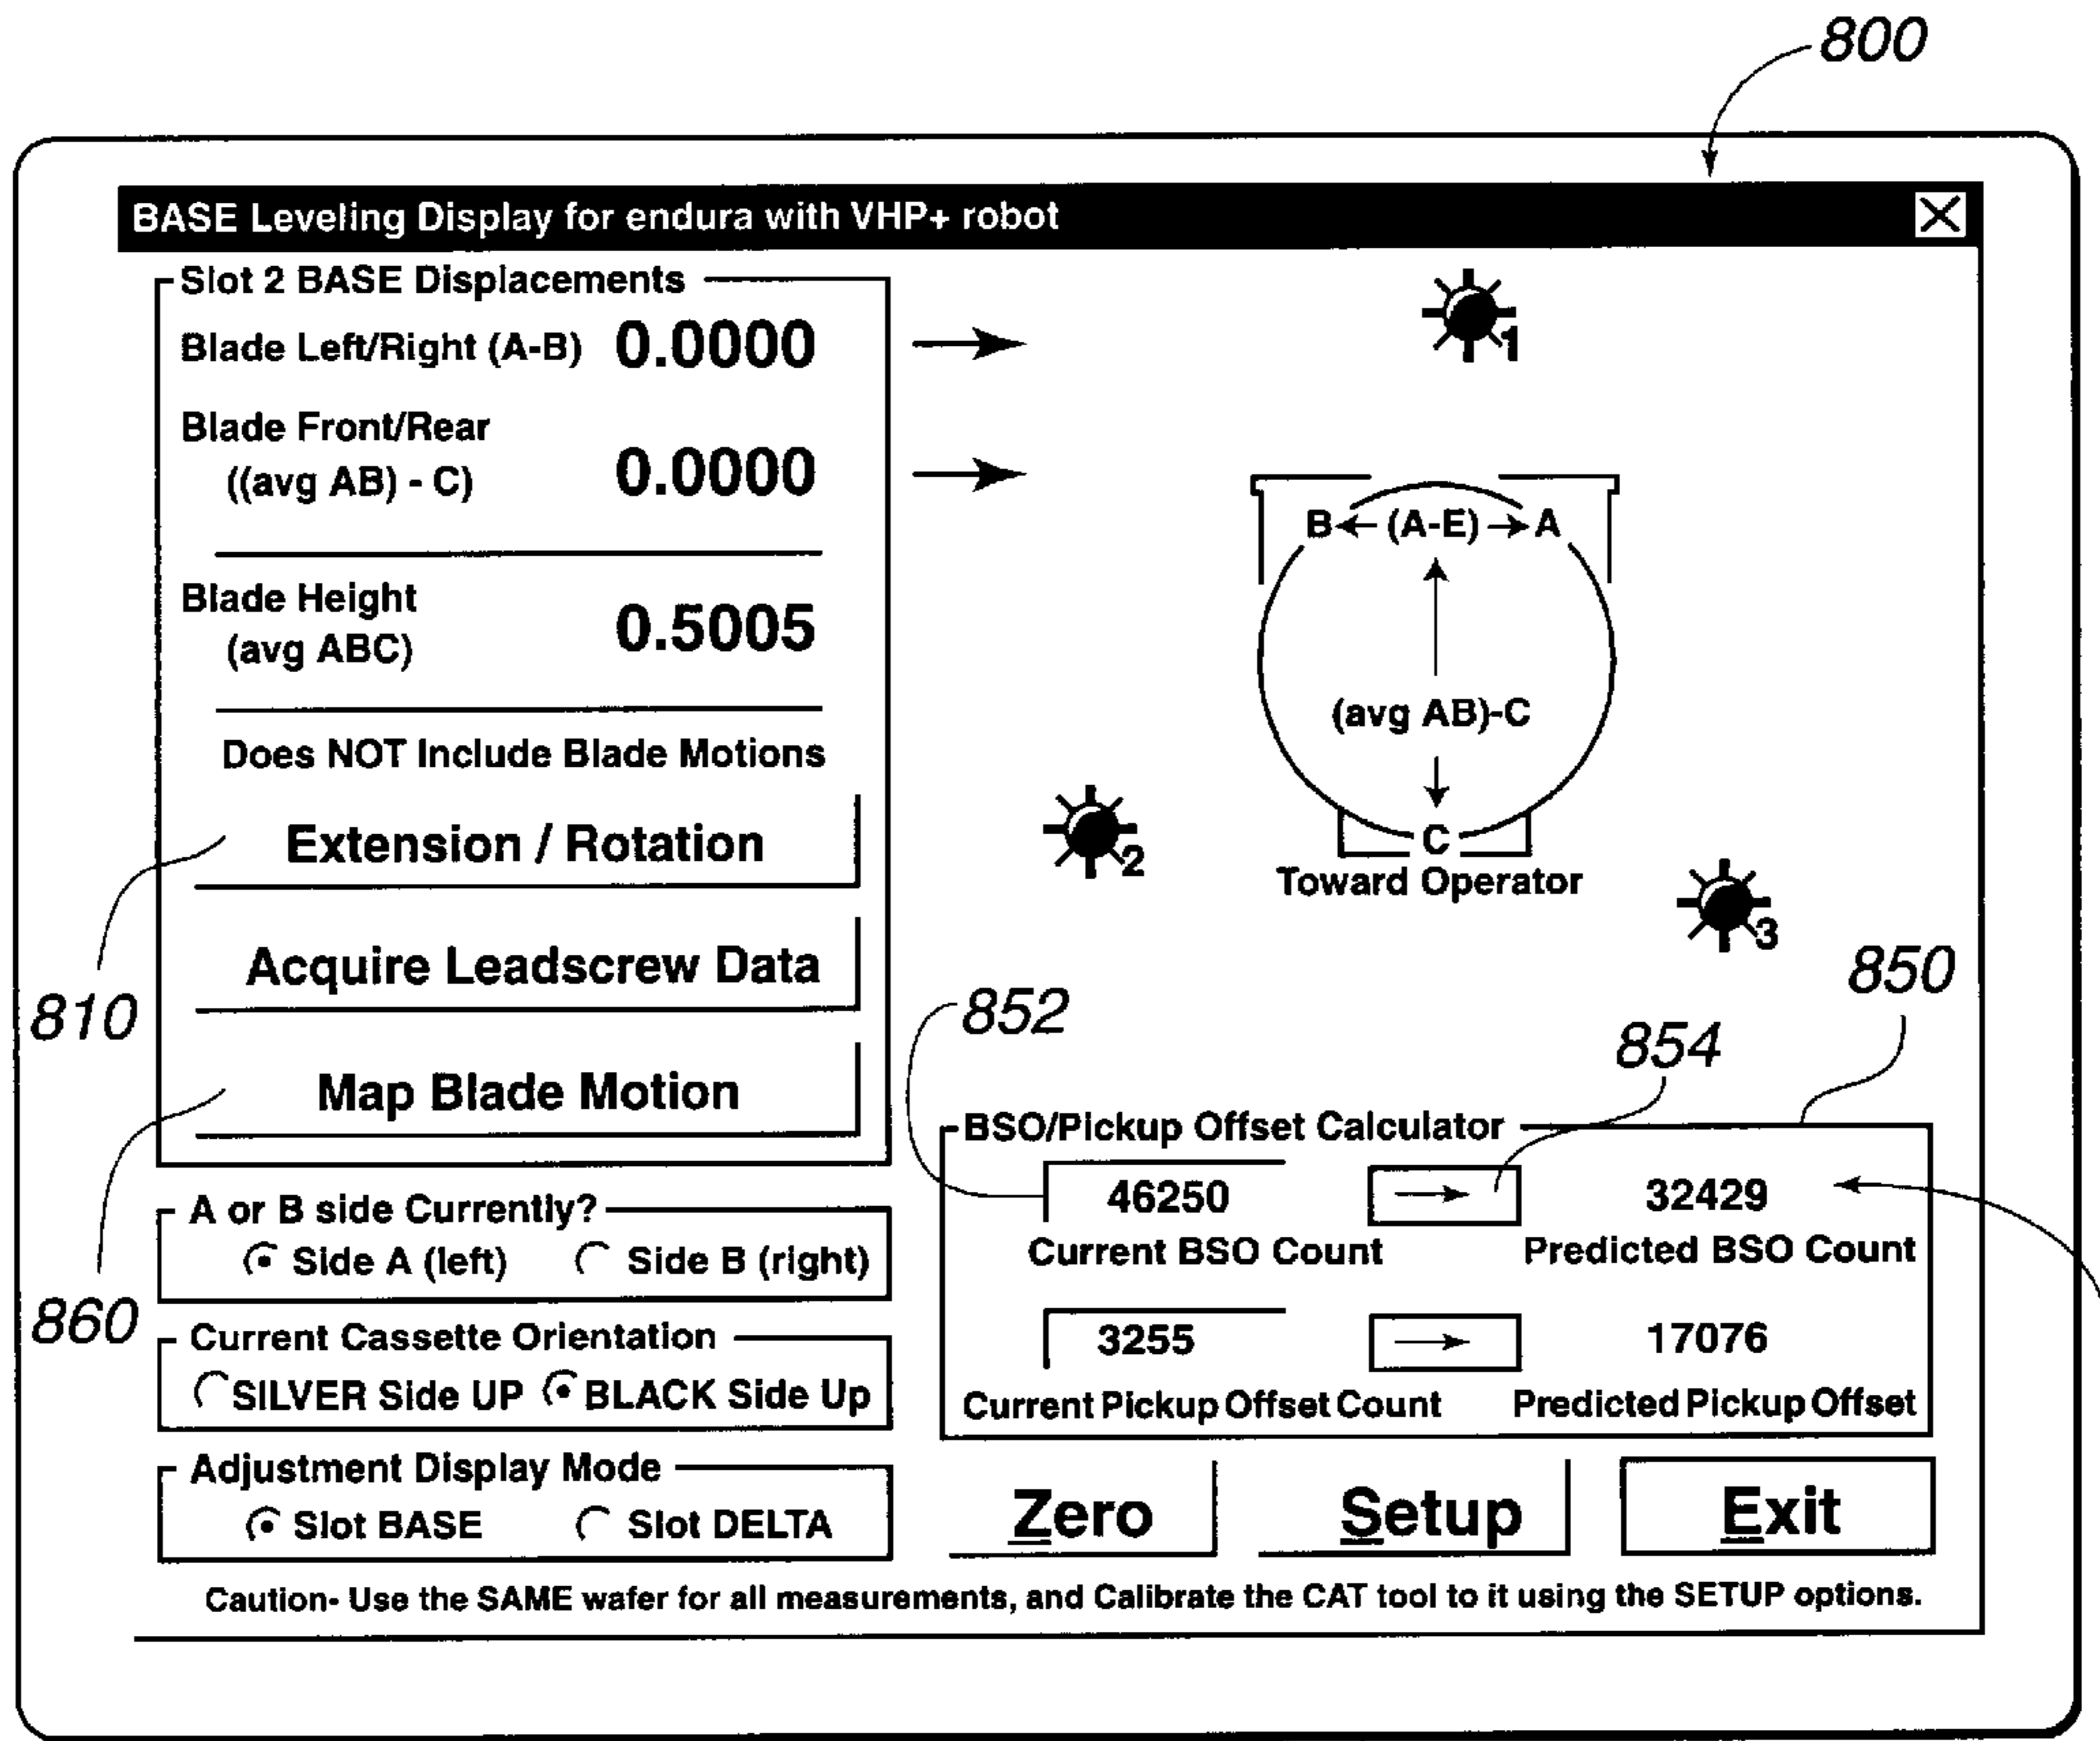 800
BASE Leveling Display for endura with VHP+ robot
Slot 2 BASE Displacements
Blade Left/Right (A-B) 0.0000
Blade Front/Rear
((avg AB) - C) 0.0000
Blade Height
(avg ABC) 0.5005
Does NOT Include Blade Motions
Extension / Rotation
Acquire Leadscrew Data
Map Blade Motion
810
860
1
B (A-E) A
(avg AB)-C
C
Toward Operator
2
3
852
854
850
BSO/Pickup Offset Calculator
46250 32429
Current BSO Count Predicted BSO Count
3255 17076
Current Pickup Offset Count Predicted Pickup Offset
A or B side Currently?
Side A (left) Side B (right)
Current Cassette Orientation
SILVER Side UP BLACK Side Up
Adjustment Display Mode
Slot BASE Slot DELTA
Zero Setup Exit
Caution- Use the SAME wafer for all measurements, and Calibrate the CAT tool to it using the SETUP options.